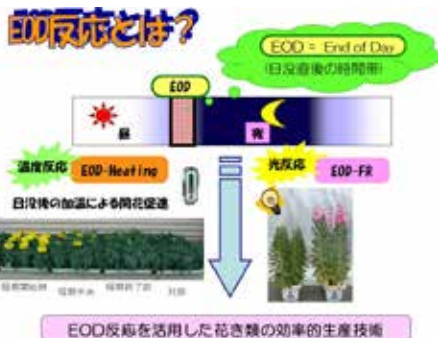 EOD反応とは?
EOD = End of Day
(日没直後の時間帯)
EOD
昼
夜
温度反応
EOD-Heating
光反応
EOD-FR
日没後の加温による開花促進
対照
EOD反応を活用した花き類の効率的生産技術